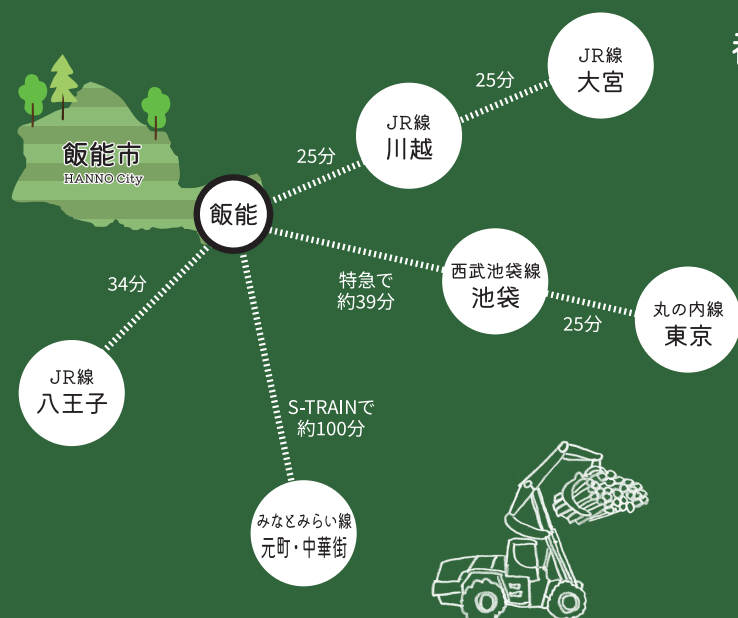 JR線
大宮
25分
JR線
川越
25分
飯能市
HANNO City
飯能
西武池袋線
池袋
特急で
約39分
25分
丸の内線
東京
34分
JR線
八王子
S-TRAINで
約100分
みなとみらい線
元町・中華街